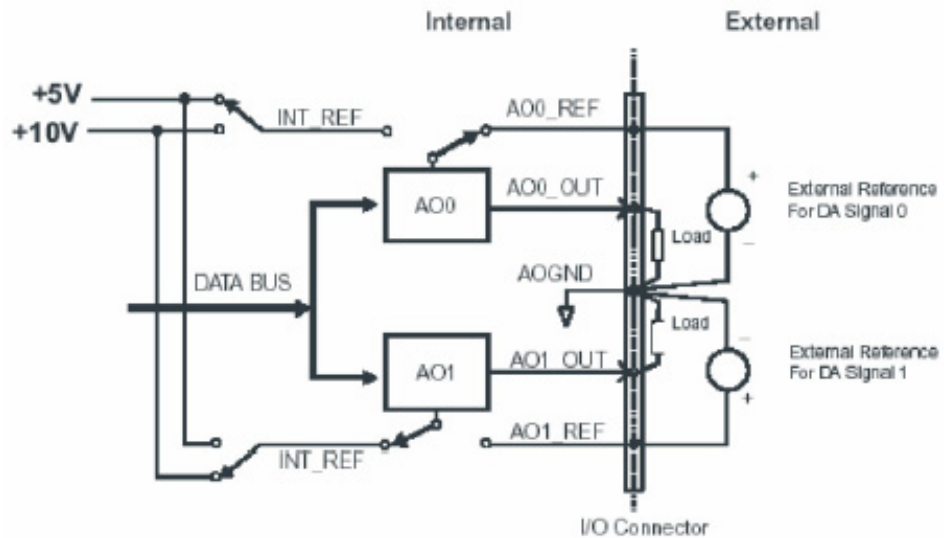 Internal
External
+5V
+10V
INT_REF
AO0_REF
AO0
AO0_OUT
+
External Reference
For DA Signal 0
Load
_
DATA BUS
AOGND
Load
_
AO1
AO1_OUT
External Reference
For DA Signal 1
+
INT_REF
AO1_REF
I/O Connector